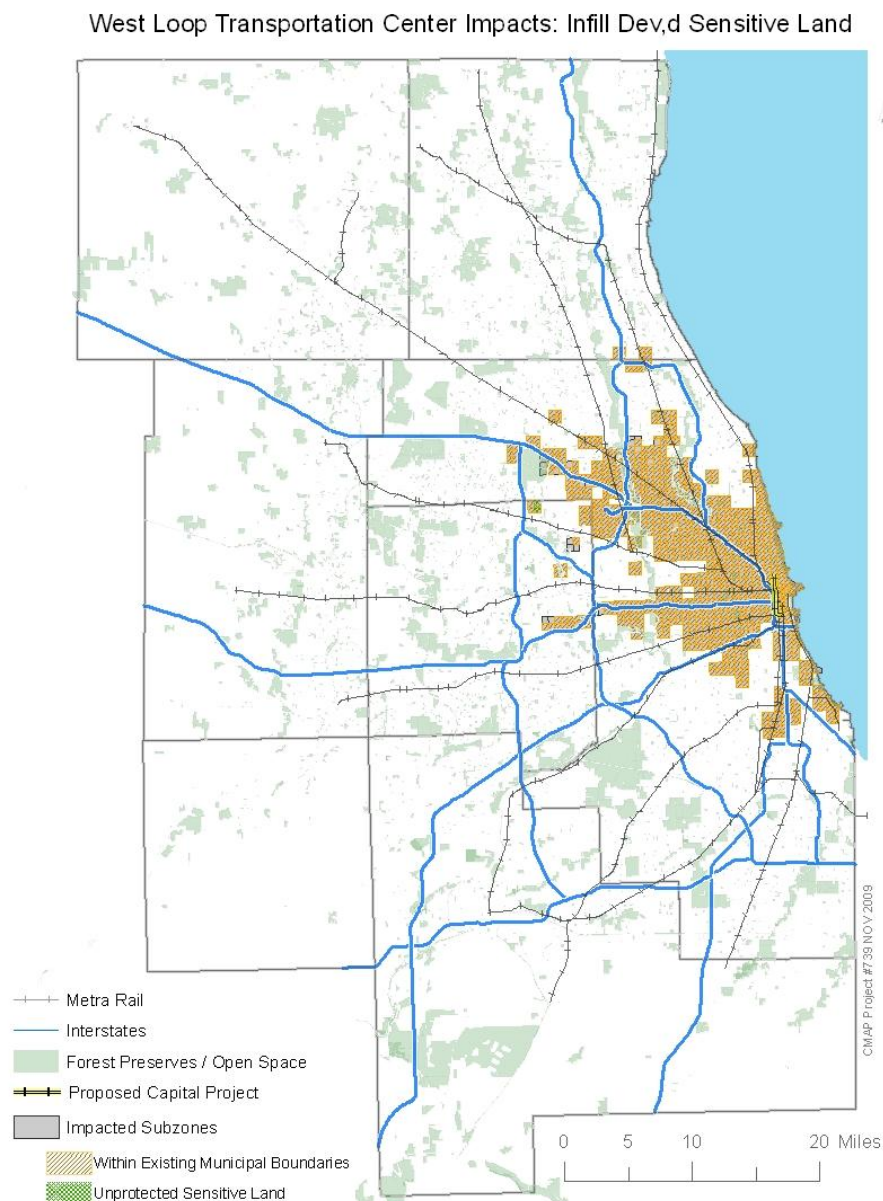 West Loop Transportation Center Impacts: Infill Dev,d Sensitive Land
Metra Rail
Interstates
Forest Preserves / Open Space
Proposed Capital Project
Impacted Subzones
Within Existing Municipal Boundaries
Unprotected Sensitive Land
0 5 10 20 Miles
CMAP Project #739 NOV 2009